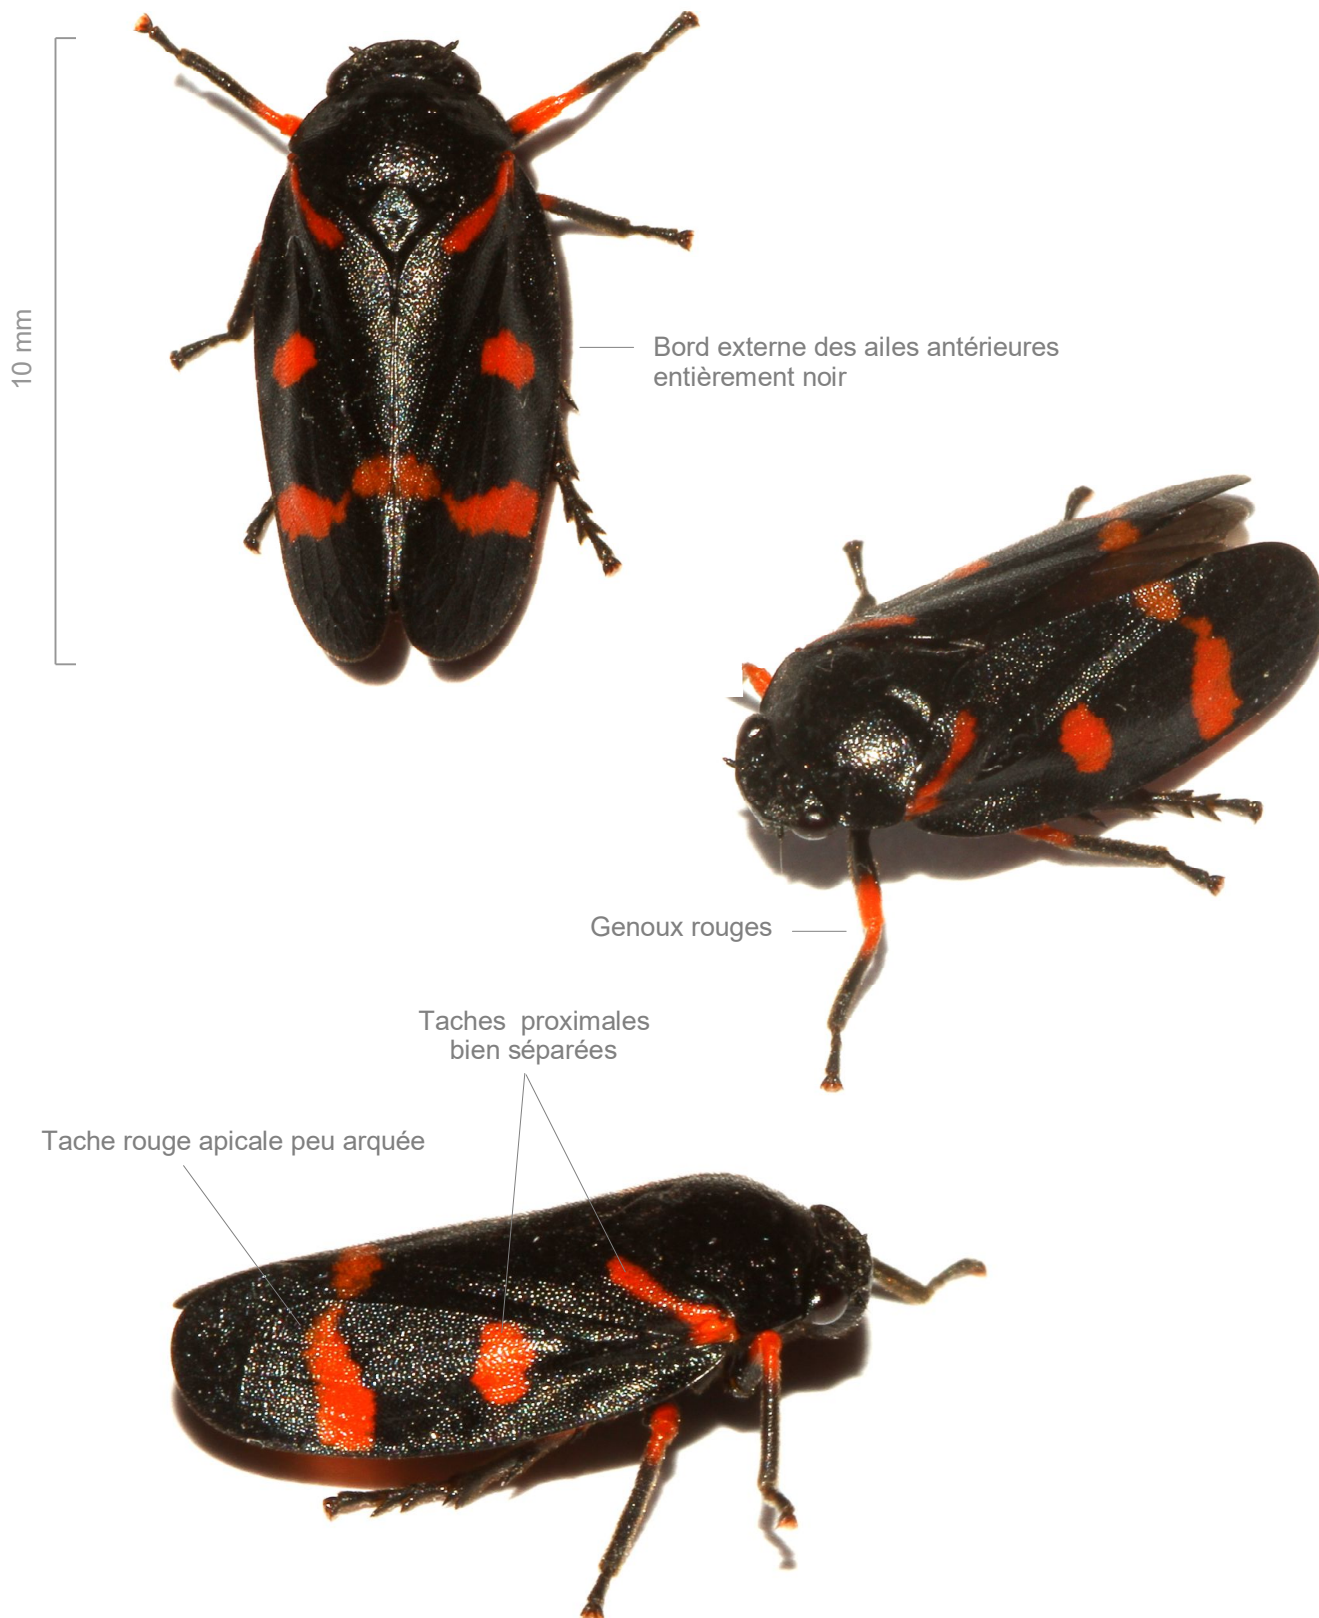 10 mm
Bord externe des ailes antérieures
entièrement noir
Genoux rouges
Taches proximales
bien séparées
Tache rouge apicale peu arquée